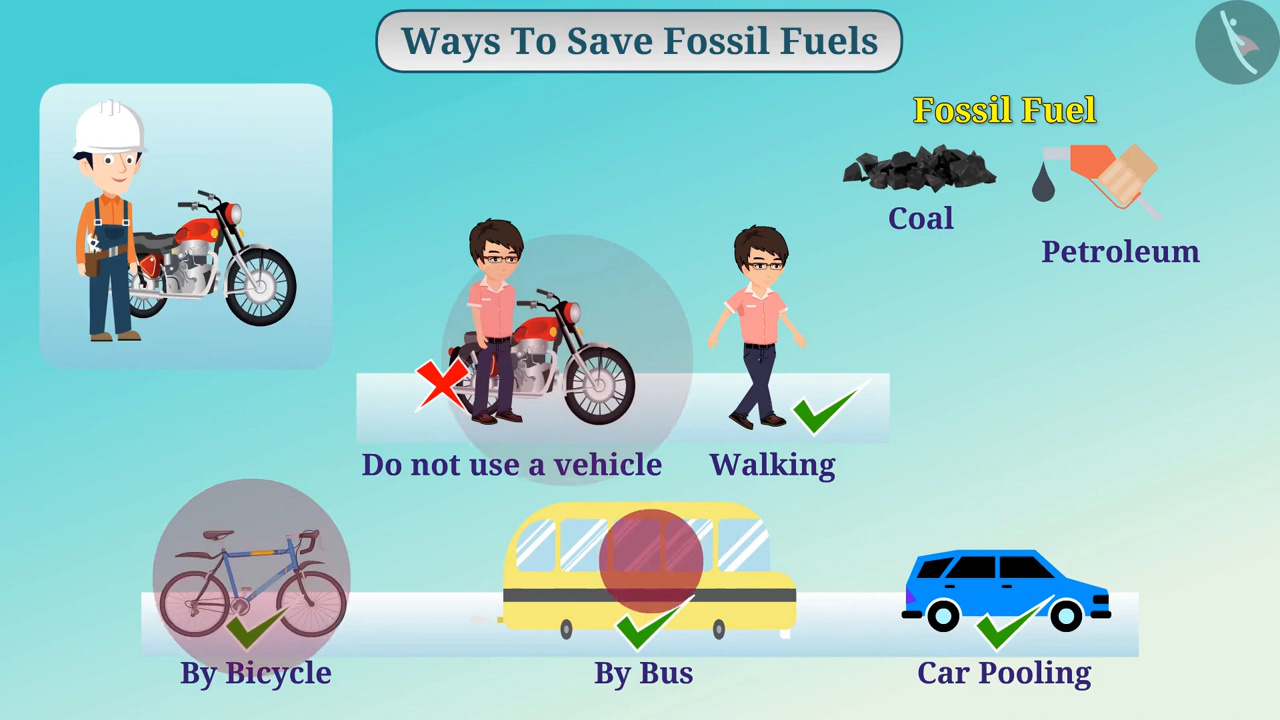 Ways To Save Fossil Fuels
Fossil Fuel
Coal
Petroleum
Do not use a vehicle
Walking
By Bicycle
By Bus
Car Pooling